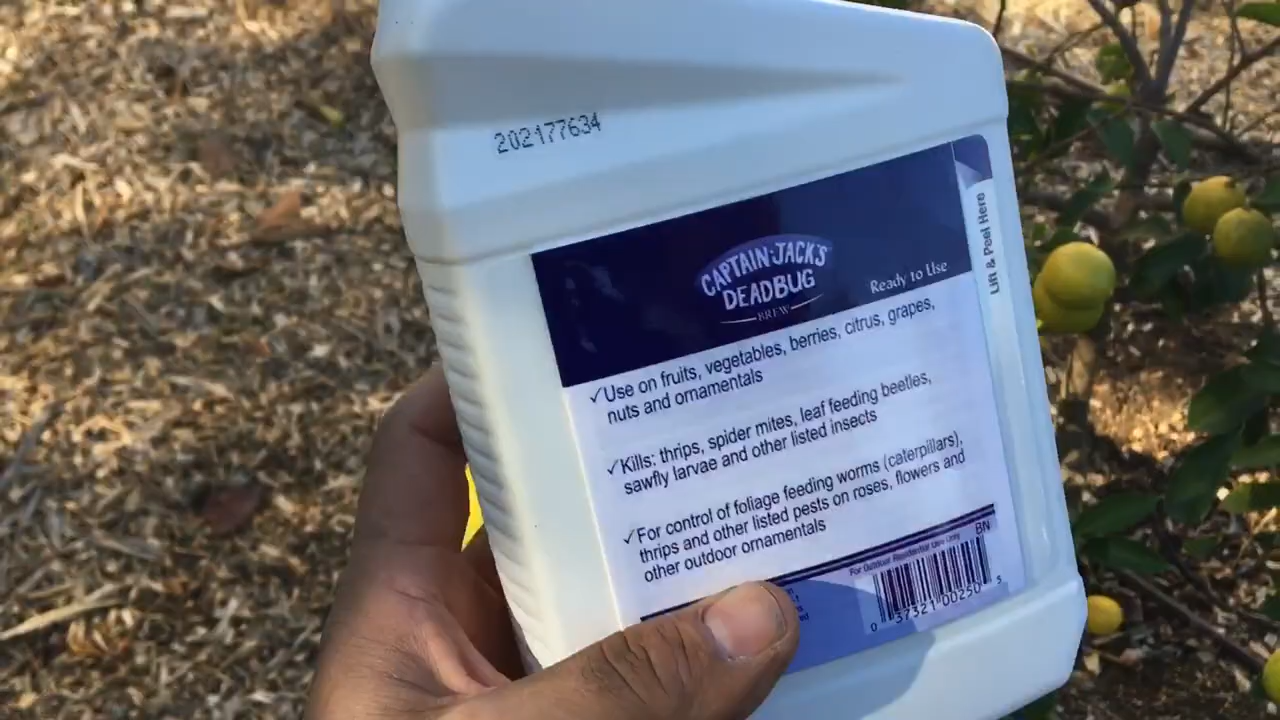 202177634
CAPTAIN JACK'S
DEADBUG
BREW
Ready to Use
Lift & Peel Here
✓Use on fruits, vegetables, berries, citrus, grapes,
nuts and ornamentals
✓Kills: thrips, spider mites, leaf feeding beetles,
sawfly larvae and other listed insects
✓For control of foliage feeding worms (caterpillars),
thrips and other listed pests on roses, flowers and
other outdoor ornamentals
For Outdoor Residential Use Only
BN
0 37321 00250 5